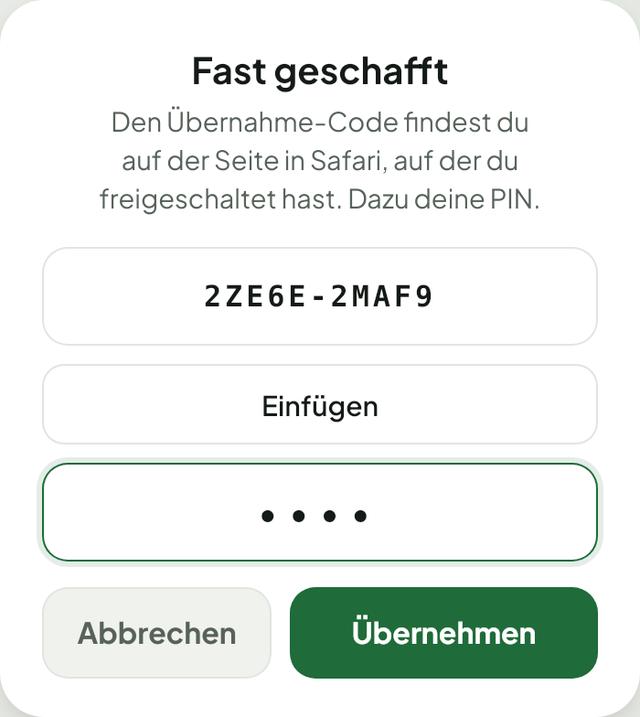 Fast geschafft
Den Übernahme-Code findest du
auf der Seite in Safari, auf der du
freigeschaltet hast. Dazu deine PIN.
2ZE6E-2MAF9
Einfügen
••••
Abbrechen
Übernehmen